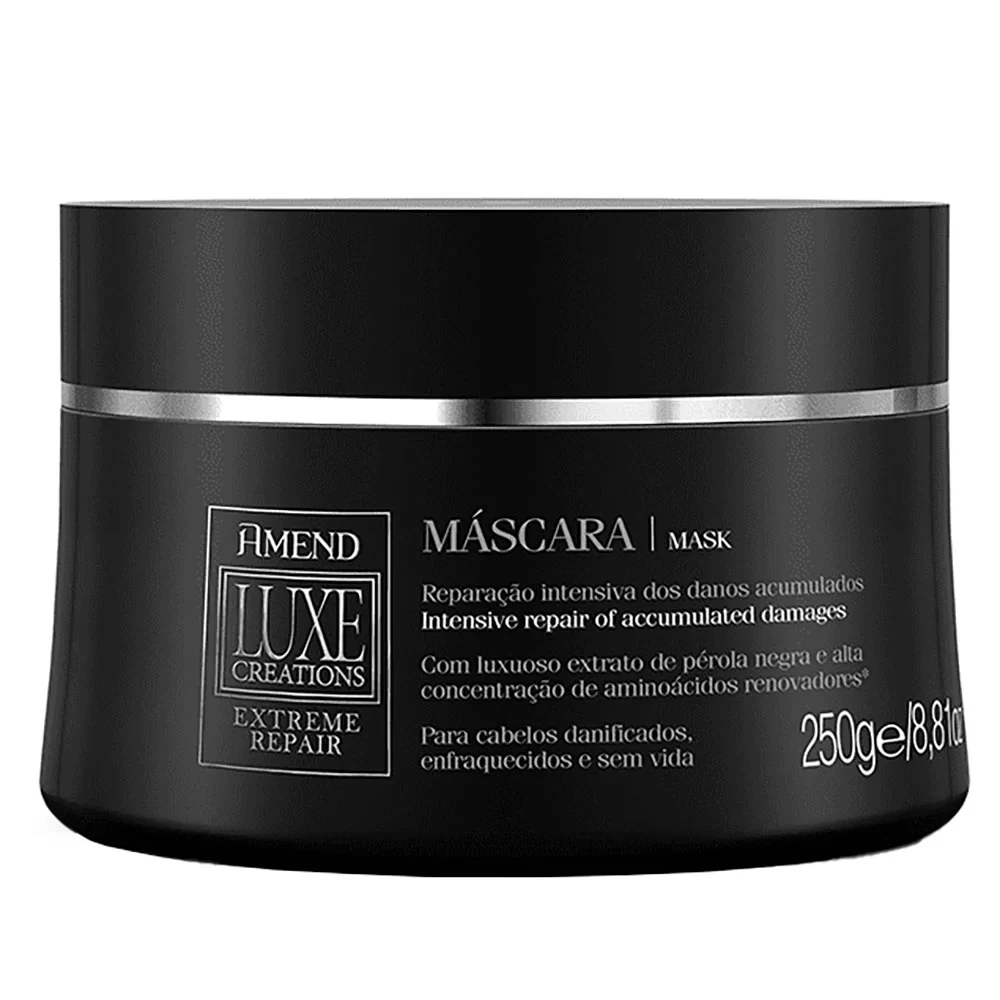 AMEND
LUXE
CREATIONS
EXTREME
REPAIR
MÁSCARA | MASK
Reparação intensiva dos danos acumulados
Intensive repair of accumulated damages
Com luxuoso extrato de pérola negra e alta
concentração de aminoácidos renovadores*
Para cabelos danificados,
enfraquecidos e sem vida
250g℮/8,81oz